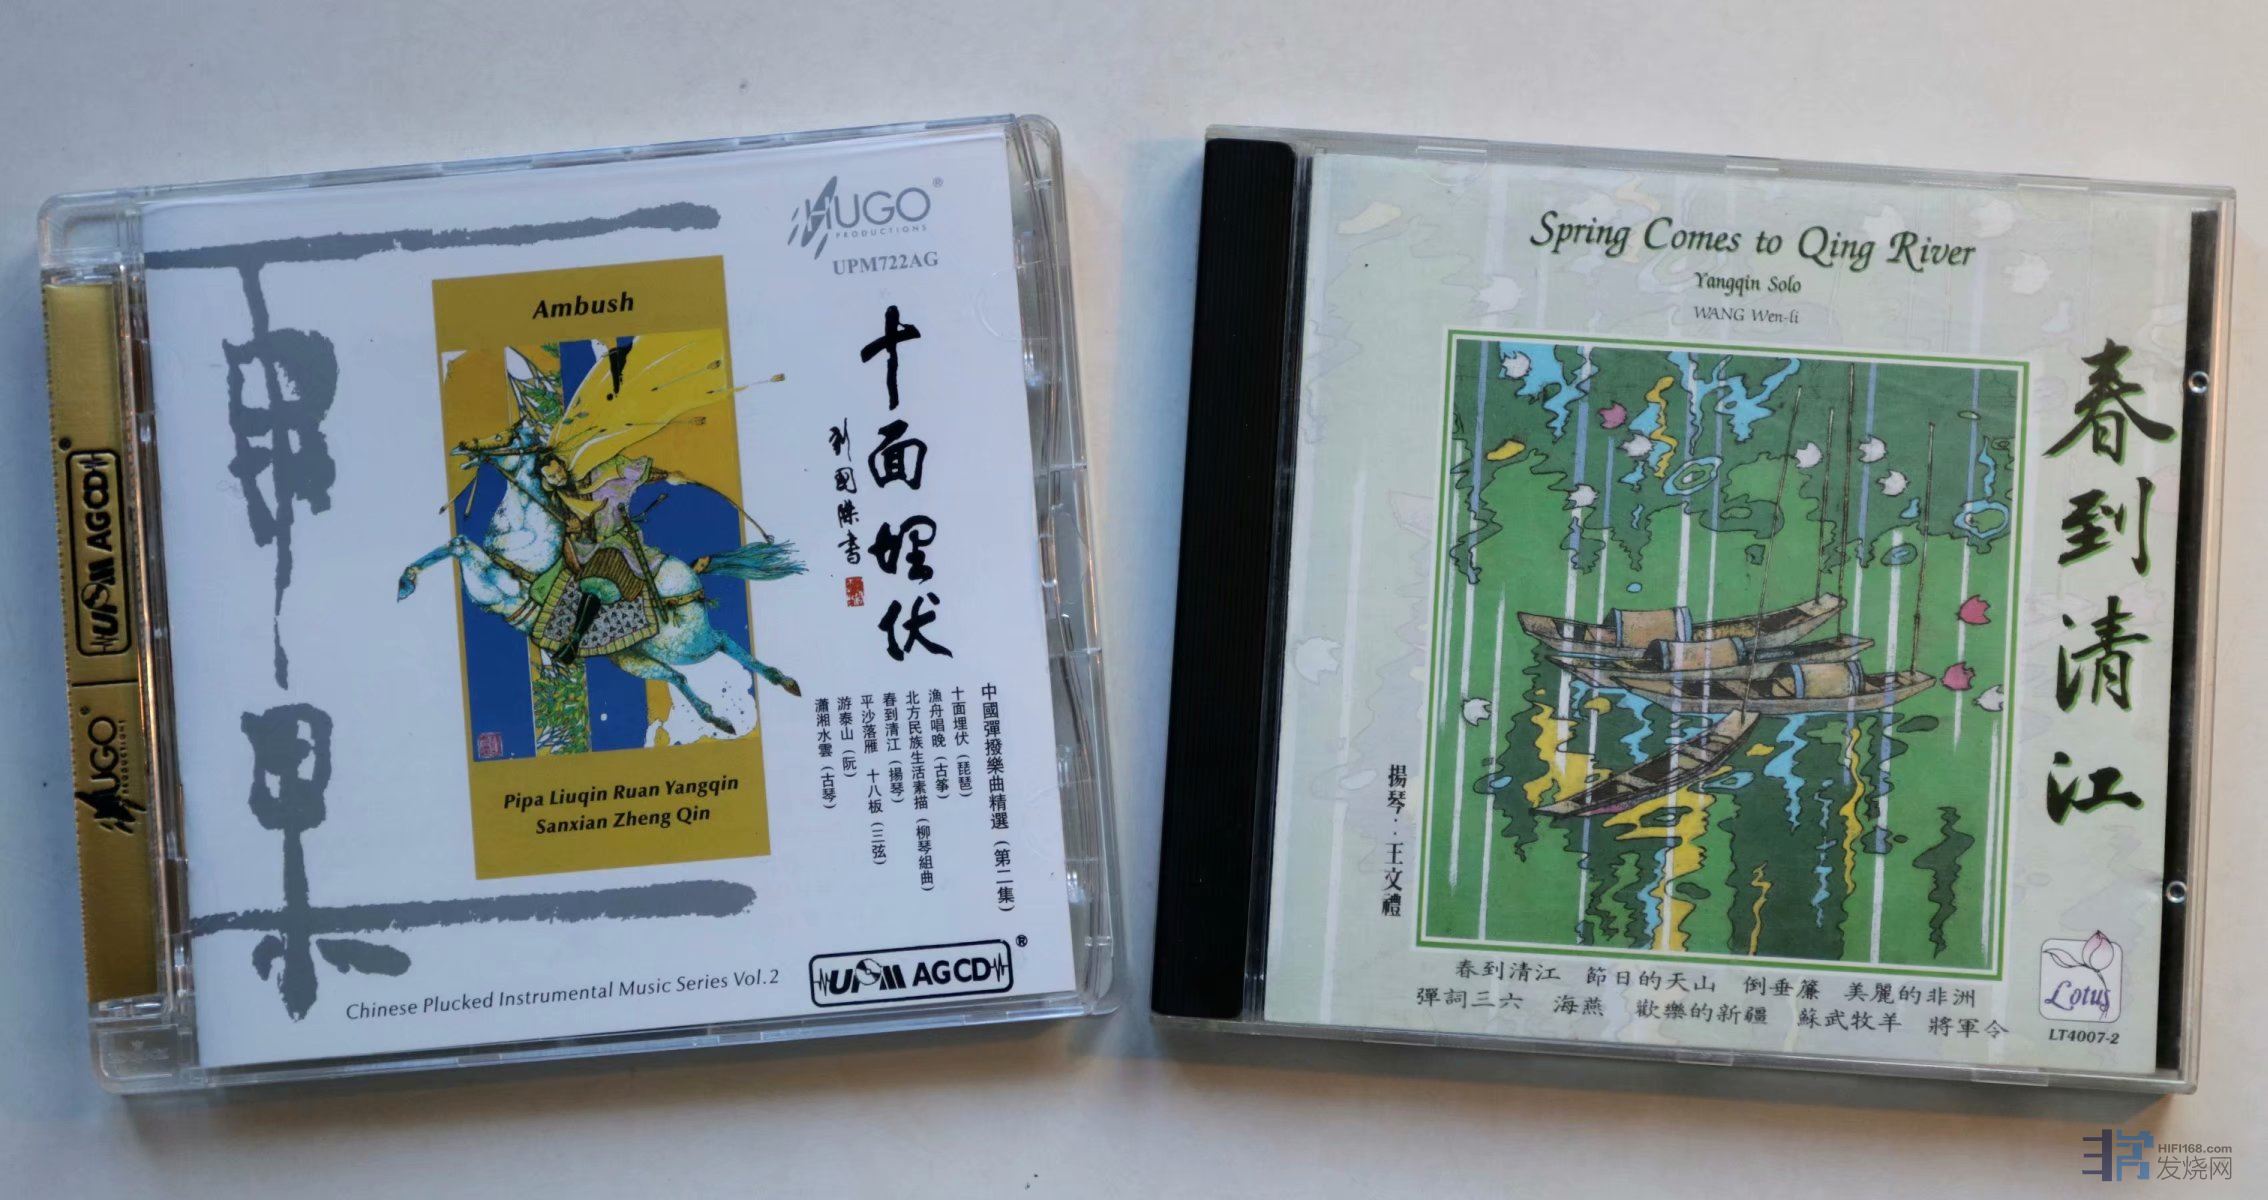 HUGO®
PRODUCTIONS
UPM722AG
Ambush
十面埋伏
劉國傑書
Pipa Liuqin Ruan Yangqin
Sanxian Zheng Qin
中國彈撥樂曲精選（第二集）
十面埋伏（琵琶）
漁舟唱晚（古筝）
北方民族生活素描（柳琴組曲）
春到清江（揚琴）
平沙落雁 十八板（三弦）
游泰山（阮）
瀟湘水雲（古琴）
Chinese Plucked Instrumental Music Series Vol.2
UPM AGCD®
UPM AGCD®
HUGO®
PRODUCTIONS
Spring Comes to Qing River
Yangqin Solo
WANG Wen-li
春到清江
揚琴：王文禮
春到清江 節日的天山 倒垂簾 美麗的非洲
彈詞三六 海燕 歡樂的新疆 蘇武牧羊 將軍令
Lotus
LT4007-2
HIFI168.com
发烧网